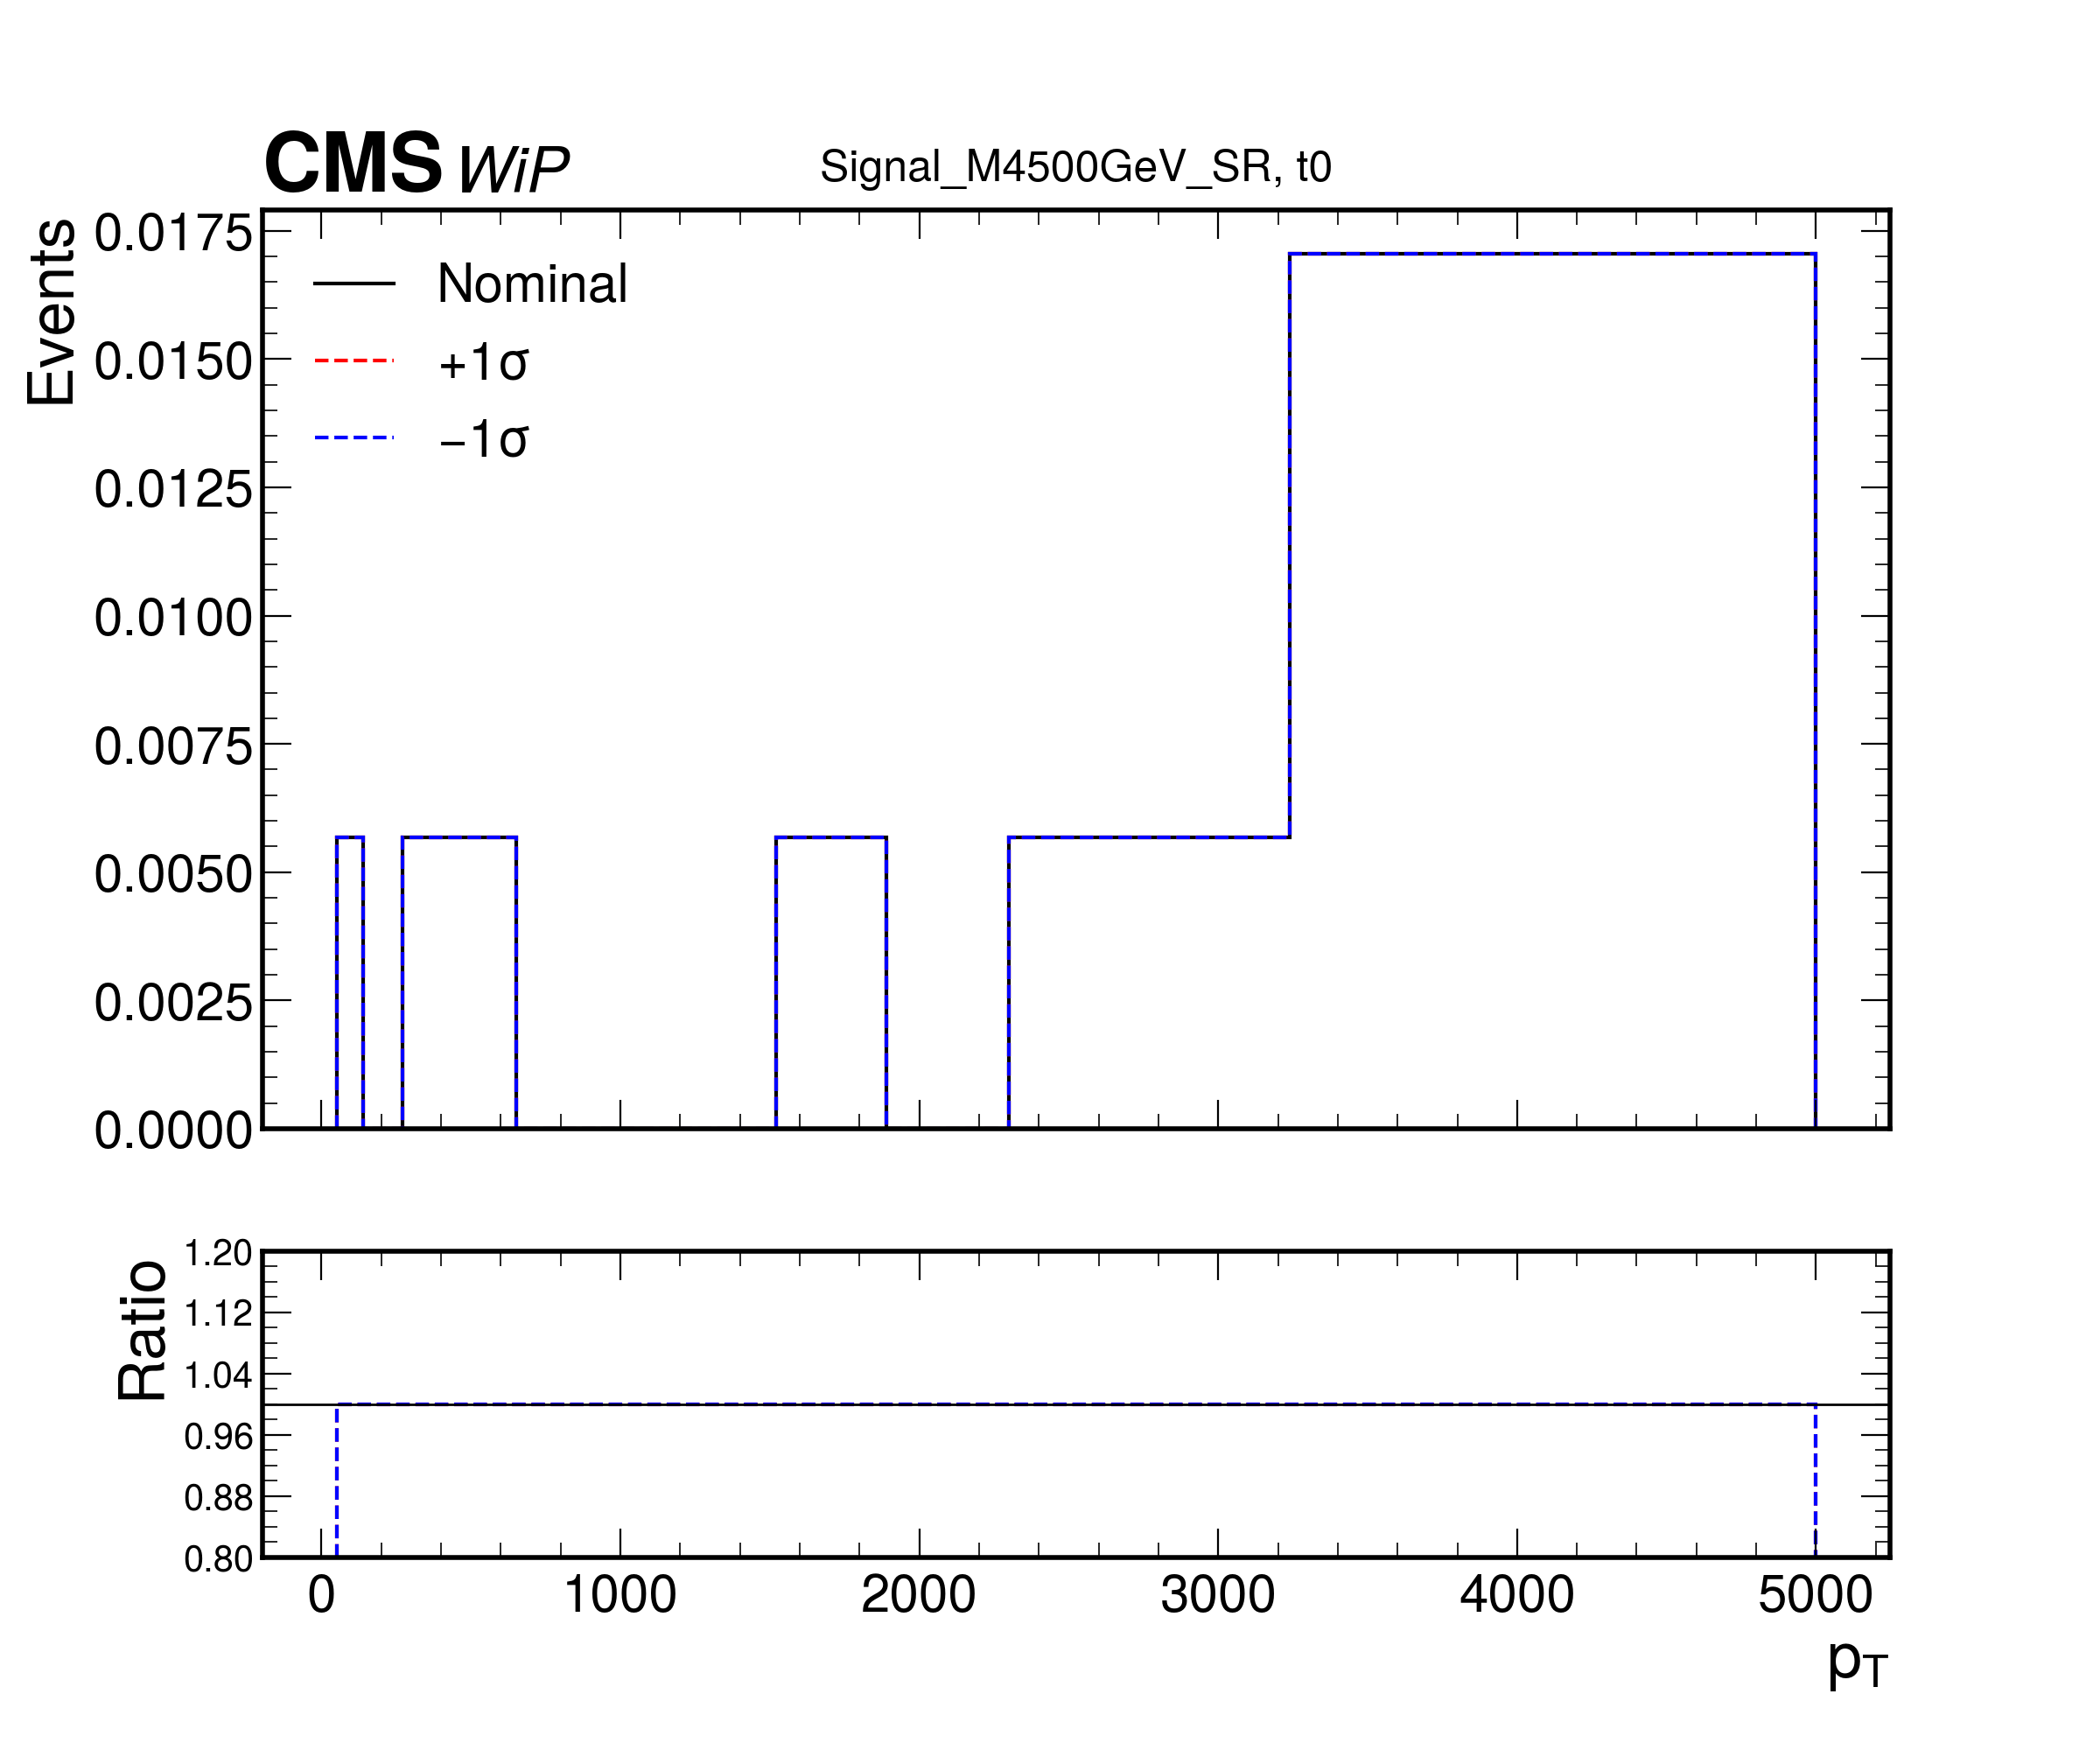 CMS WiP
Signal_M4500GeV_SR, t0
Events
0.0175
0.0150
0.0125
0.0100
0.0075
0.0050
0.0025
0.0000
Nominal
+1σ
−1σ
Ratio
1.20
1.12
1.04
0.96
0.88
0.80
0 1000 2000 3000 4000 5000
pT